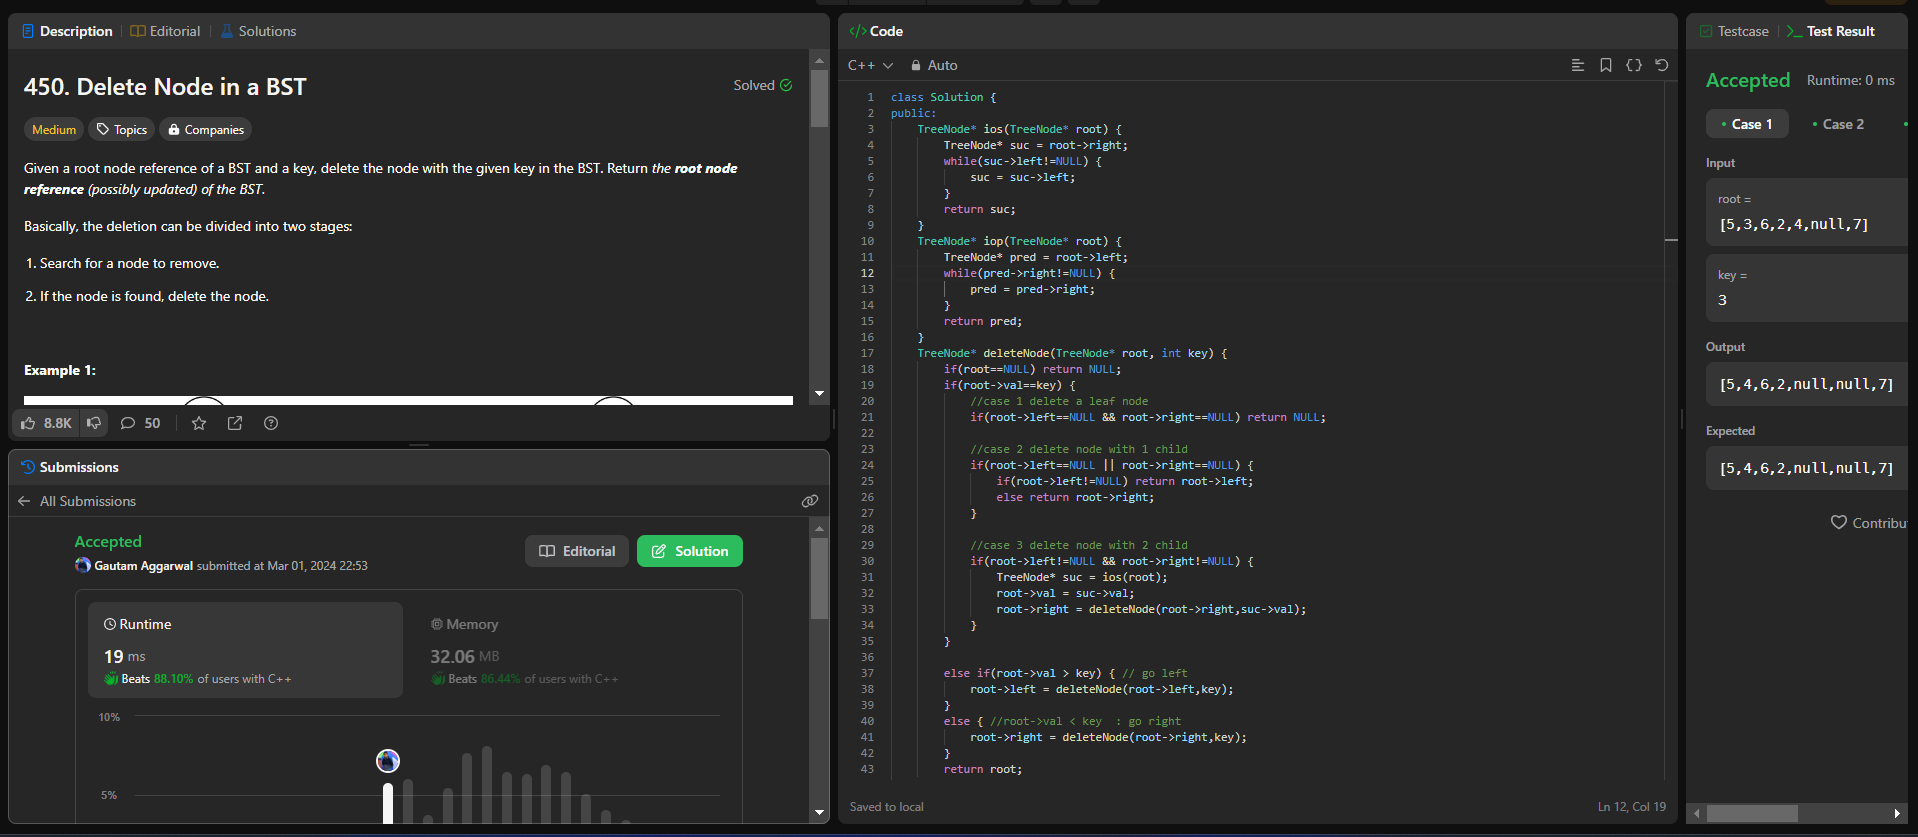 Description
Editorial
Solutions
450. Delete Node in a BST
Solved
Medium
Topics
Companies
Given a root node reference of a BST and a key, delete the node with the given key in the BST. Return the root node
reference (possibly updated) of the BST.
Basically, the deletion can be divided into two stages:
1. Search for a node to remove.
2. If the node is found, delete the node.
Example 1:
8.8K
50
Submissions
All Submissions
Accepted
Gautam Aggarwal submitted at Mar 01, 2024 22:53
Editorial
Solution
Runtime
19 ms
Beats 88.10% of users with C++
Memory
32.06 MB
Beats 86.44% of users with C++
10%
5%
</> Code
C++
Auto
1 class Solution {
2 public:
3 TreeNode* ios(TreeNode* root) {
4 TreeNode* suc = root->right;
5 while(suc->left!=NULL) {
6 suc = suc->left;
7 }
8 return suc;
9 }
10 TreeNode* iop(TreeNode* root) {
11 TreeNode* pred = root->left;
12 while(pred->right!=NULL) {
13 pred = pred->right;
14 }
15 return pred;
16 }
17 TreeNode* deleteNode(TreeNode* root, int key) {
18 if(root==NULL) return NULL;
19 if(root->val==key) {
20 //case 1 delete a leaf node
21 if(root->left==NULL && root->right==NULL) return NULL;
22
23 //case 2 delete node with 1 child
24 if(root->left==NULL || root->right==NULL) {
25 if(root->left!=NULL) return root->left;
26 else return root->right;
27 }
28
29 //case 3 delete node with 2 child
30 if(root->left!=NULL && root->right!=NULL) {
31 TreeNode* suc = ios(root);
32 root->val = suc->val;
33 root->right = deleteNode(root->right,suc->val);
34 }
35 }
36
37 else if(root->val > key) { // go left
38 root->left = deleteNode(root->left,key);
39 }
40 else { //root->val < key  : go right
41 root->right = deleteNode(root->right,key);
42 }
43 return root;
Saved to local
Ln 12, Col 19
Testcase
Test Result
Accepted
Runtime: 0 ms
Case 1
Case 2
Input
root =
[5,3,6,2,4,null,7]
key =
3
Output
[5,4,6,2,null,null,7]
Expected
[5,4,6,2,null,null,7]
Contribu